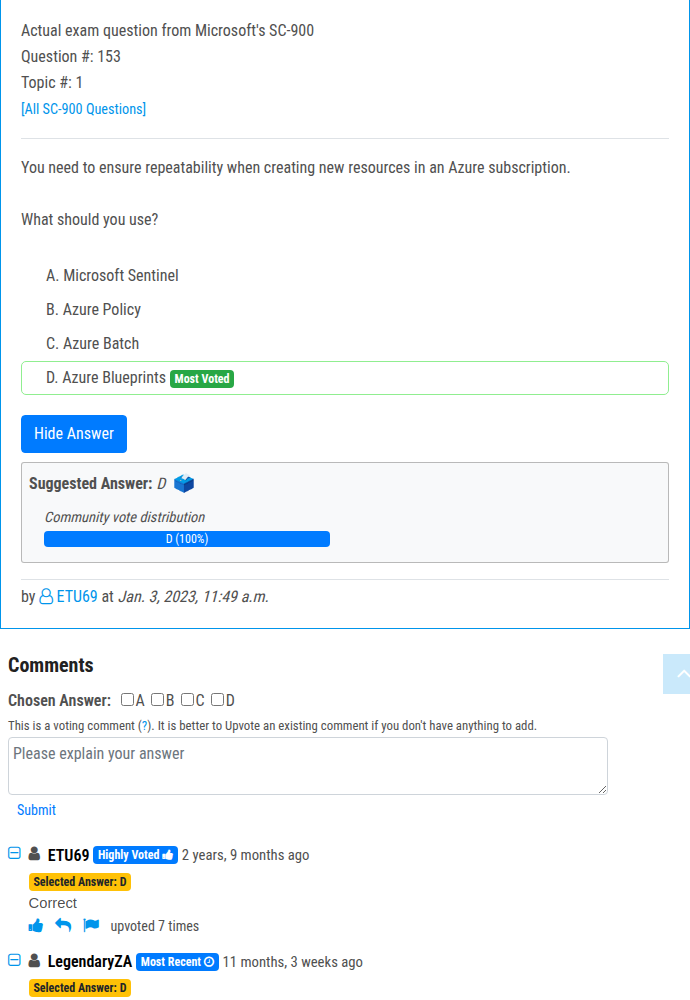 Actual exam question from Microsoft's SC-900
Question #: 153
Topic #: 1
[All SC-900 Questions]
You need to ensure repeatability when creating new resources in an Azure subscription.
What should you use?
A. Microsoft Sentinel
B. Azure Policy
C. Azure Batch
D. Azure Blueprints Most Voted
Hide Answer
Suggested Answer: D
Community vote distribution
D (100%)
by ETU69 at Jan. 3, 2023, 11:49 a.m.
Comments
Chosen Answer: A B C D
This is a voting comment (?). It is better to Upvote an existing comment if you don't have anything to add.
Please explain your answer
Submit
ETU69 Highly Voted 2 years, 9 months ago
Selected Answer: D
Correct
upvoted 7 times
LegendaryZA Most Recent 11 months, 3 weeks ago
Selected Answer: D